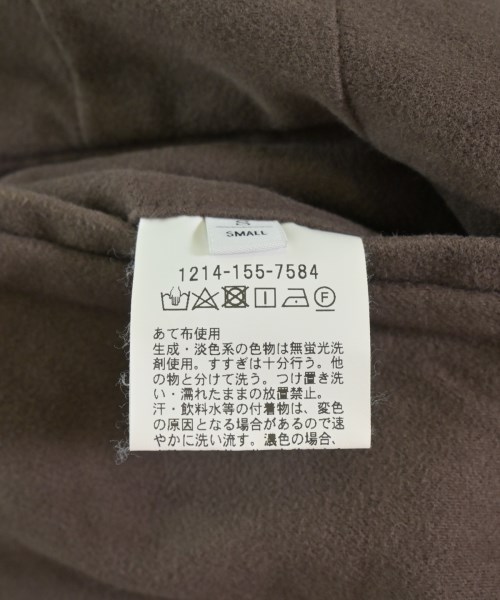 S
SMALL
1214-155-7584
あて布使用
生成・淡色系の色物は無蛍光洗
剤使用。すすぎは十分行う。他
の物と分けて洗う。つけ置き洗
い・濡れたままの放置禁止。
汗・飲料水等の付着物は、変色
の原因となる場合があるので速
やかに洗い流す。濃色の場合、